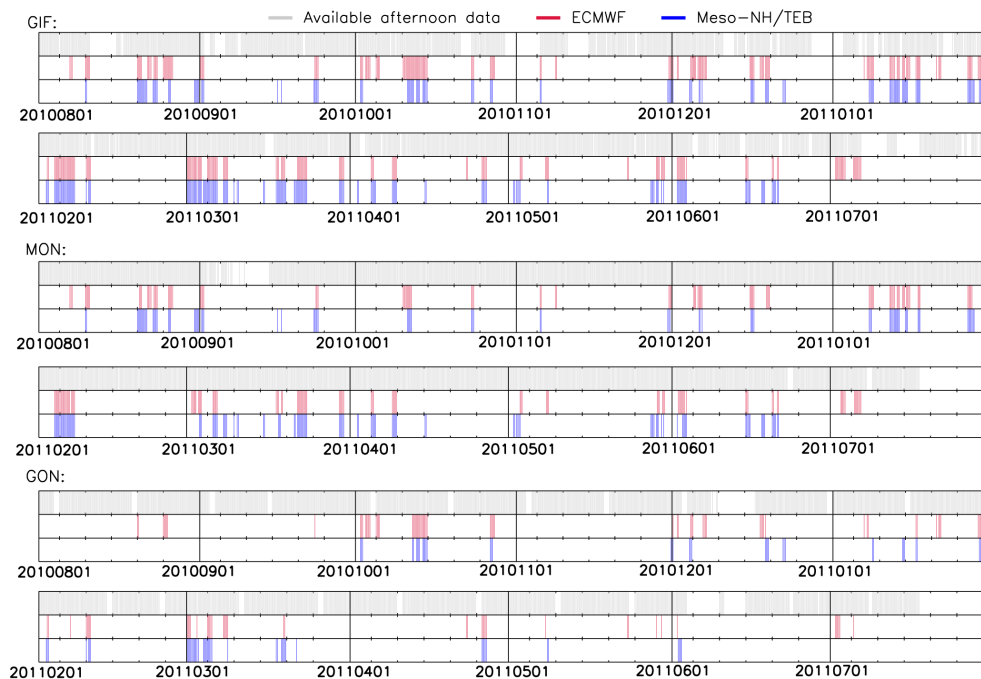 GIF: Available afternoon data ECMWF Meso-NH/TEB
20100801 20100901 20101001 20101101 20101201 20110101
20110201 20110301 20110401 20110501 20110601 20110701
MON:
20100801 20100901 20101001 20101101 20101201 20110101
20110201 20110301 20110401 20110501 20110601 20110701
GON:
20100801 20100901 20101001 20101101 20101201 20110101
20110201 20110301 20110401 20110501 20110601 20110701